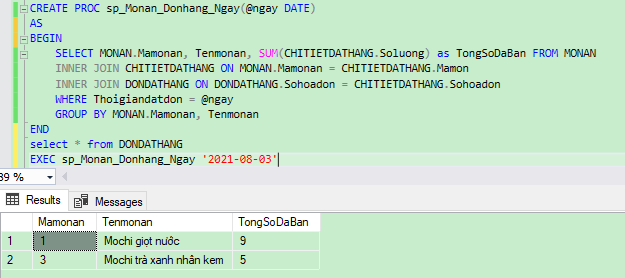 CREATE PROC sp_Monan_Donhang_Ngay(@ngay DATE)
AS
BEGIN
SELECT MONAN.Mamonan, Tenmonan, SUM(CHITIETDATHANG.Soluong) as TongSoDaBan FROM MONAN
INNER JOIN CHITIETDATHANG ON MONAN.Mamonan = CHITIETDATHANG.Mamon
INNER JOIN DONDATHANG ON DONDATHANG.Sohoadon = CHITIETDATHANG.Sohoadon
WHERE Thoigiandatdon = @ngay
GROUP BY MONAN.Mamonan, Tenmonan
END
select * from DONDATHANG
EXEC sp_Monan_Donhang_Ngay '2021-08-03'
89 %
Results Messages
Mamonan Tenmonan TongSoDaBan
1 1 Mochi giọt nước 9
2 3 Mochi trà xanh nhân kem 5